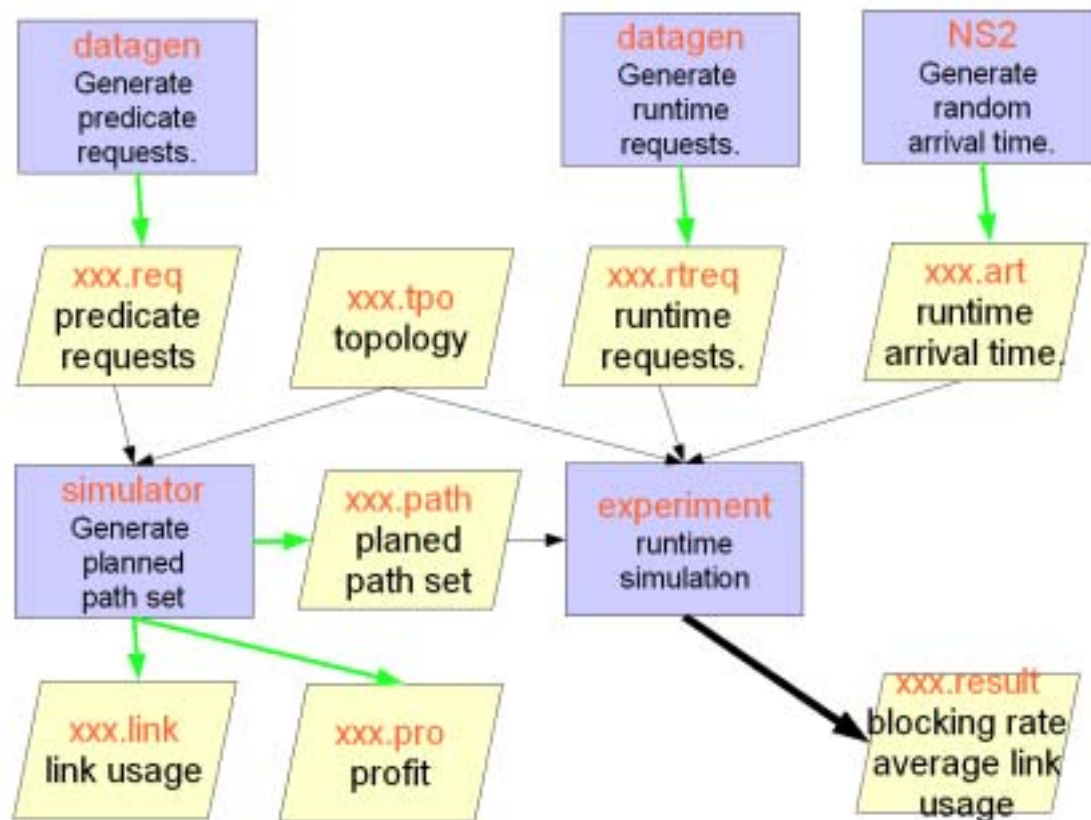 datagen
Generate
predicate
requests.
datagen
Generate
runtime
requests.
NS2
Generate
random
arrival time.
xxx.req
predicate
requests
xxx.tpo
topology
xxx.rtreq
runtime
requests.
xxx.art
runtime
arrival time.
simulator
Generate
planned
path set
xxx.path
planed
path set
experiment
runtime
simulation
xxx.link
link usage
xxx.pro
profit
xxx.result
blocking rate
average link
usage